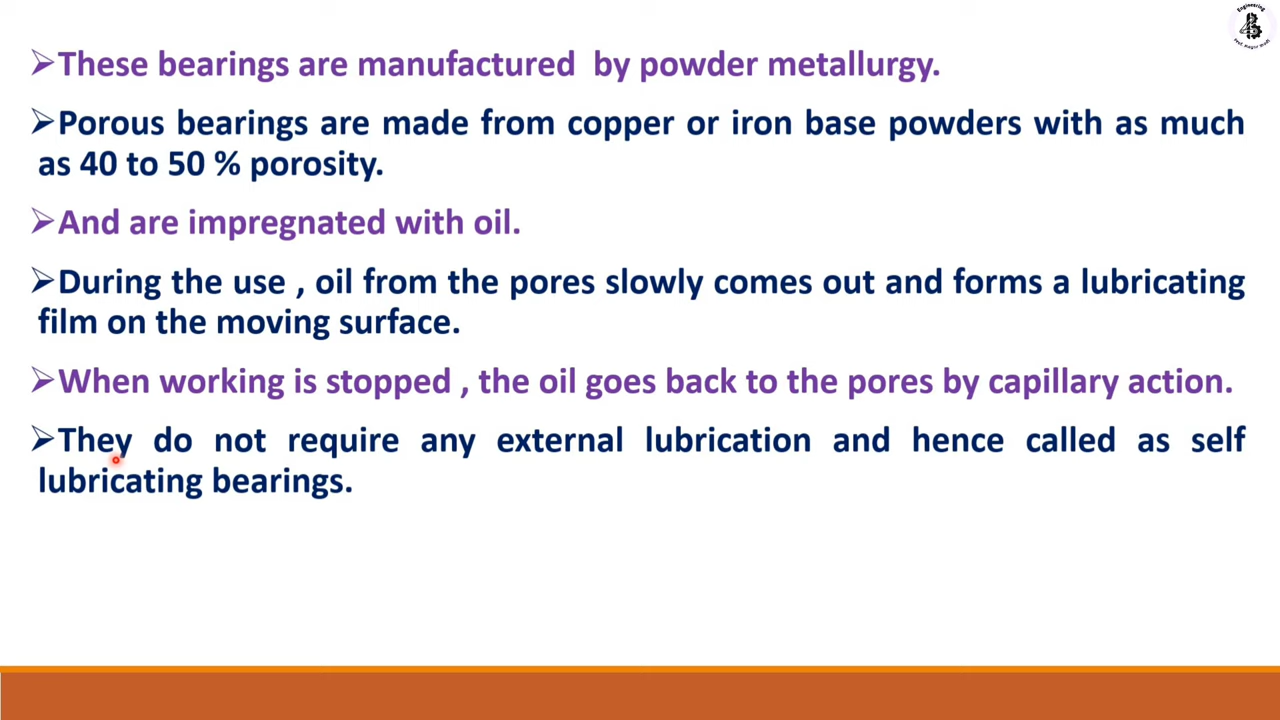 Engineering
➢These bearings are manufactured  by powder metallurgy.
➢Porous bearings are made from copper or iron base powders with as much
as 40 to 50 % porosity.
➢And are impregnated with oil.
➢During the use , oil from the pores slowly comes out and forms a lubricating
film on the moving surface.
➢When working is stopped , the oil goes back to the pores by capillary action.
➢They do not require any external lubrication and hence called as self
lubricating bearings.